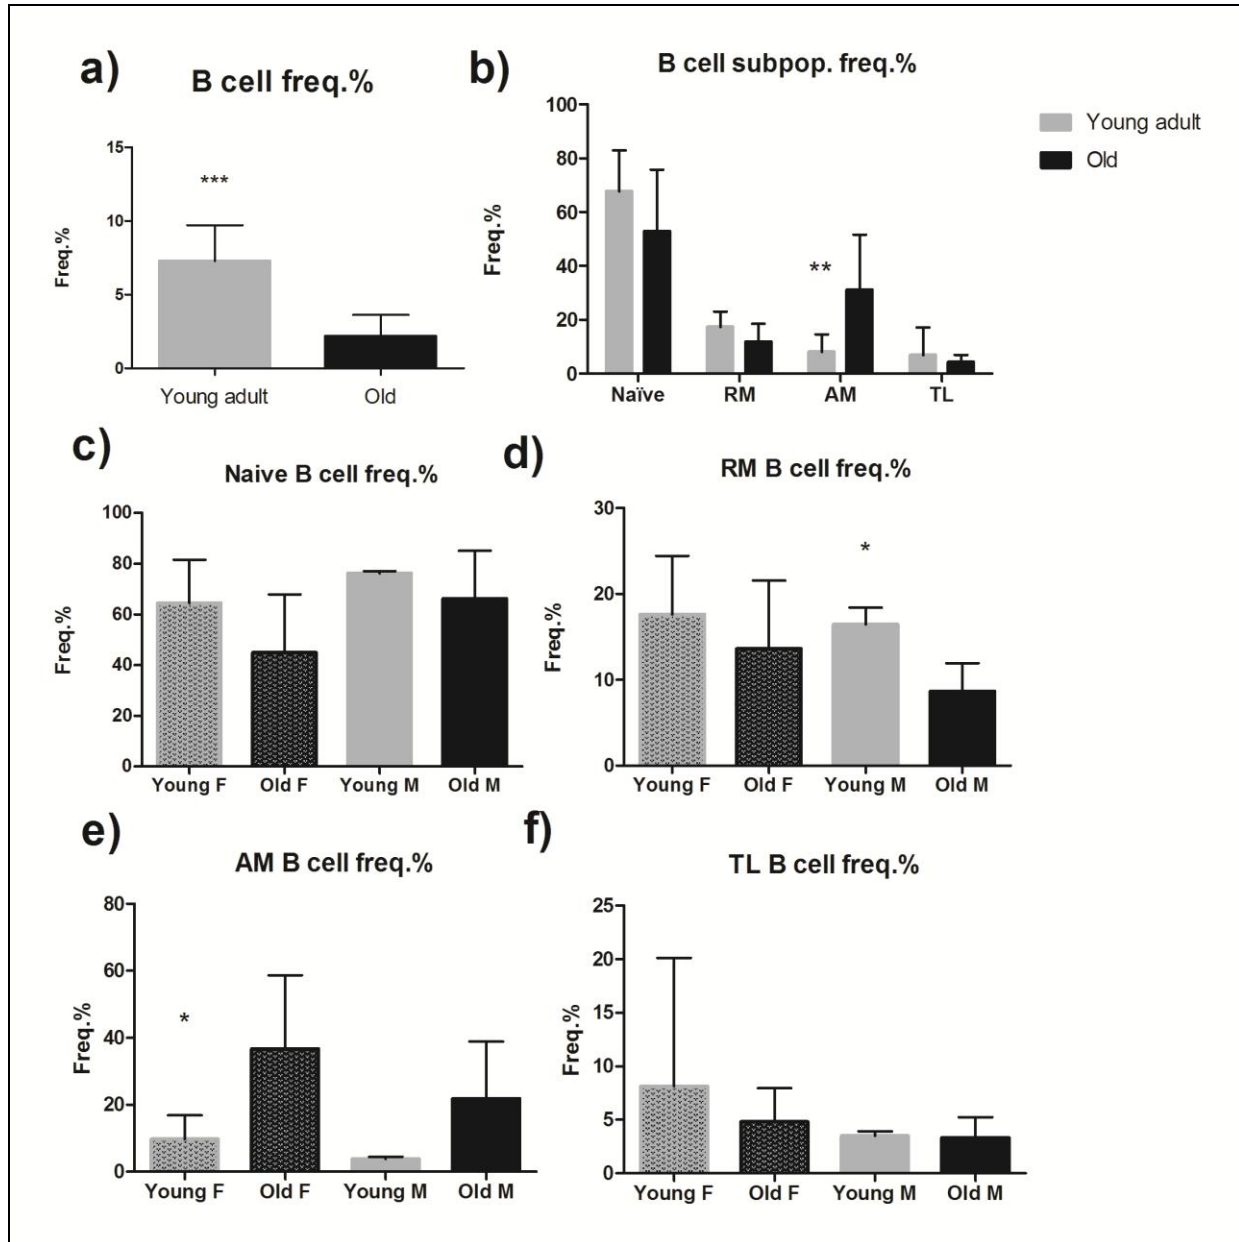 a)
B cell freq.%
15
10
5
0
Freq.%
***
Young adult
Old
b)
B cell subpop. freq.%
100
80
60
40
20
0
Freq.%
**
Naïve
RM
AM
TL
Young adult
Old
c)
Naive B cell freq.%
100
80
60
40
20
0
Freq.%
Young F
Old F
Young M
Old M
d)
RM B cell freq.%
30
20
10
0
Freq.%
*
Young F
Old F
Young M
Old M
e)
AM B cell freq.%
80
60
40
20
0
Freq.%
*
Young F
Old F
Young M
Old M
f)
TL B cell freq.%
25
20
15
10
5
0
Freq.%
Young F
Old F
Young M
Old M